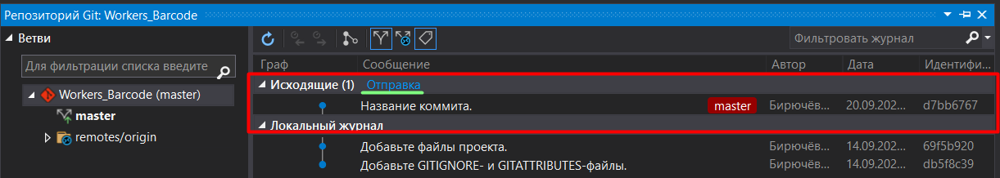 Репозиторий Git: Workers_Barcode
Ветви
Фильтровать журнал
Для фильтрации списка введите
Граф Сообщение Автор Дата Идентифи...
Исходящие (1) Отправка
Workers_Barcode (master)
Название коммита. master Бирючёв... 20.09.202... d7bb6767
master
Локальный журнал
remotes/origin
Добавьте файлы проекта. Бирючёв... 14.09.202... 69f5b920
Добавьте GITIGNORE- и GITATTRIBUTES-файлы. Бирючёв... 14.09.202... db5f8c39